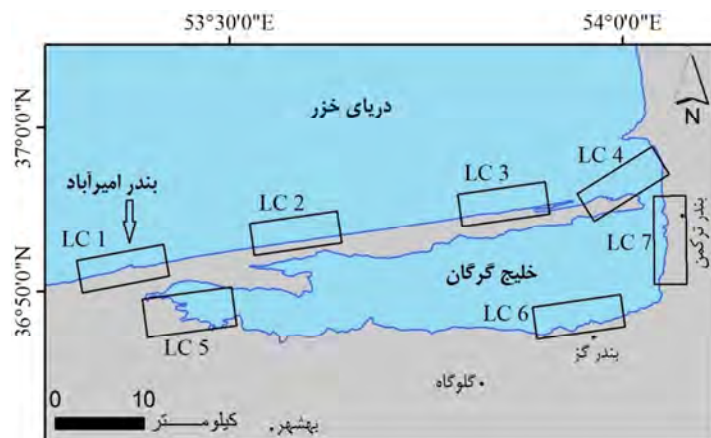 53°30'0"E
54°0'0"E
37°0'0"N
36°50'0"N
دریای خزر
N
بندر امیرآباد
LC 1
LC 2
LC 3
LC 4
بندر ترکمن
LC 7
خلیج گرگان
LC 5
LC 6
بندر گز
گلوگاه
0 10
کیلومتر
بهشهر